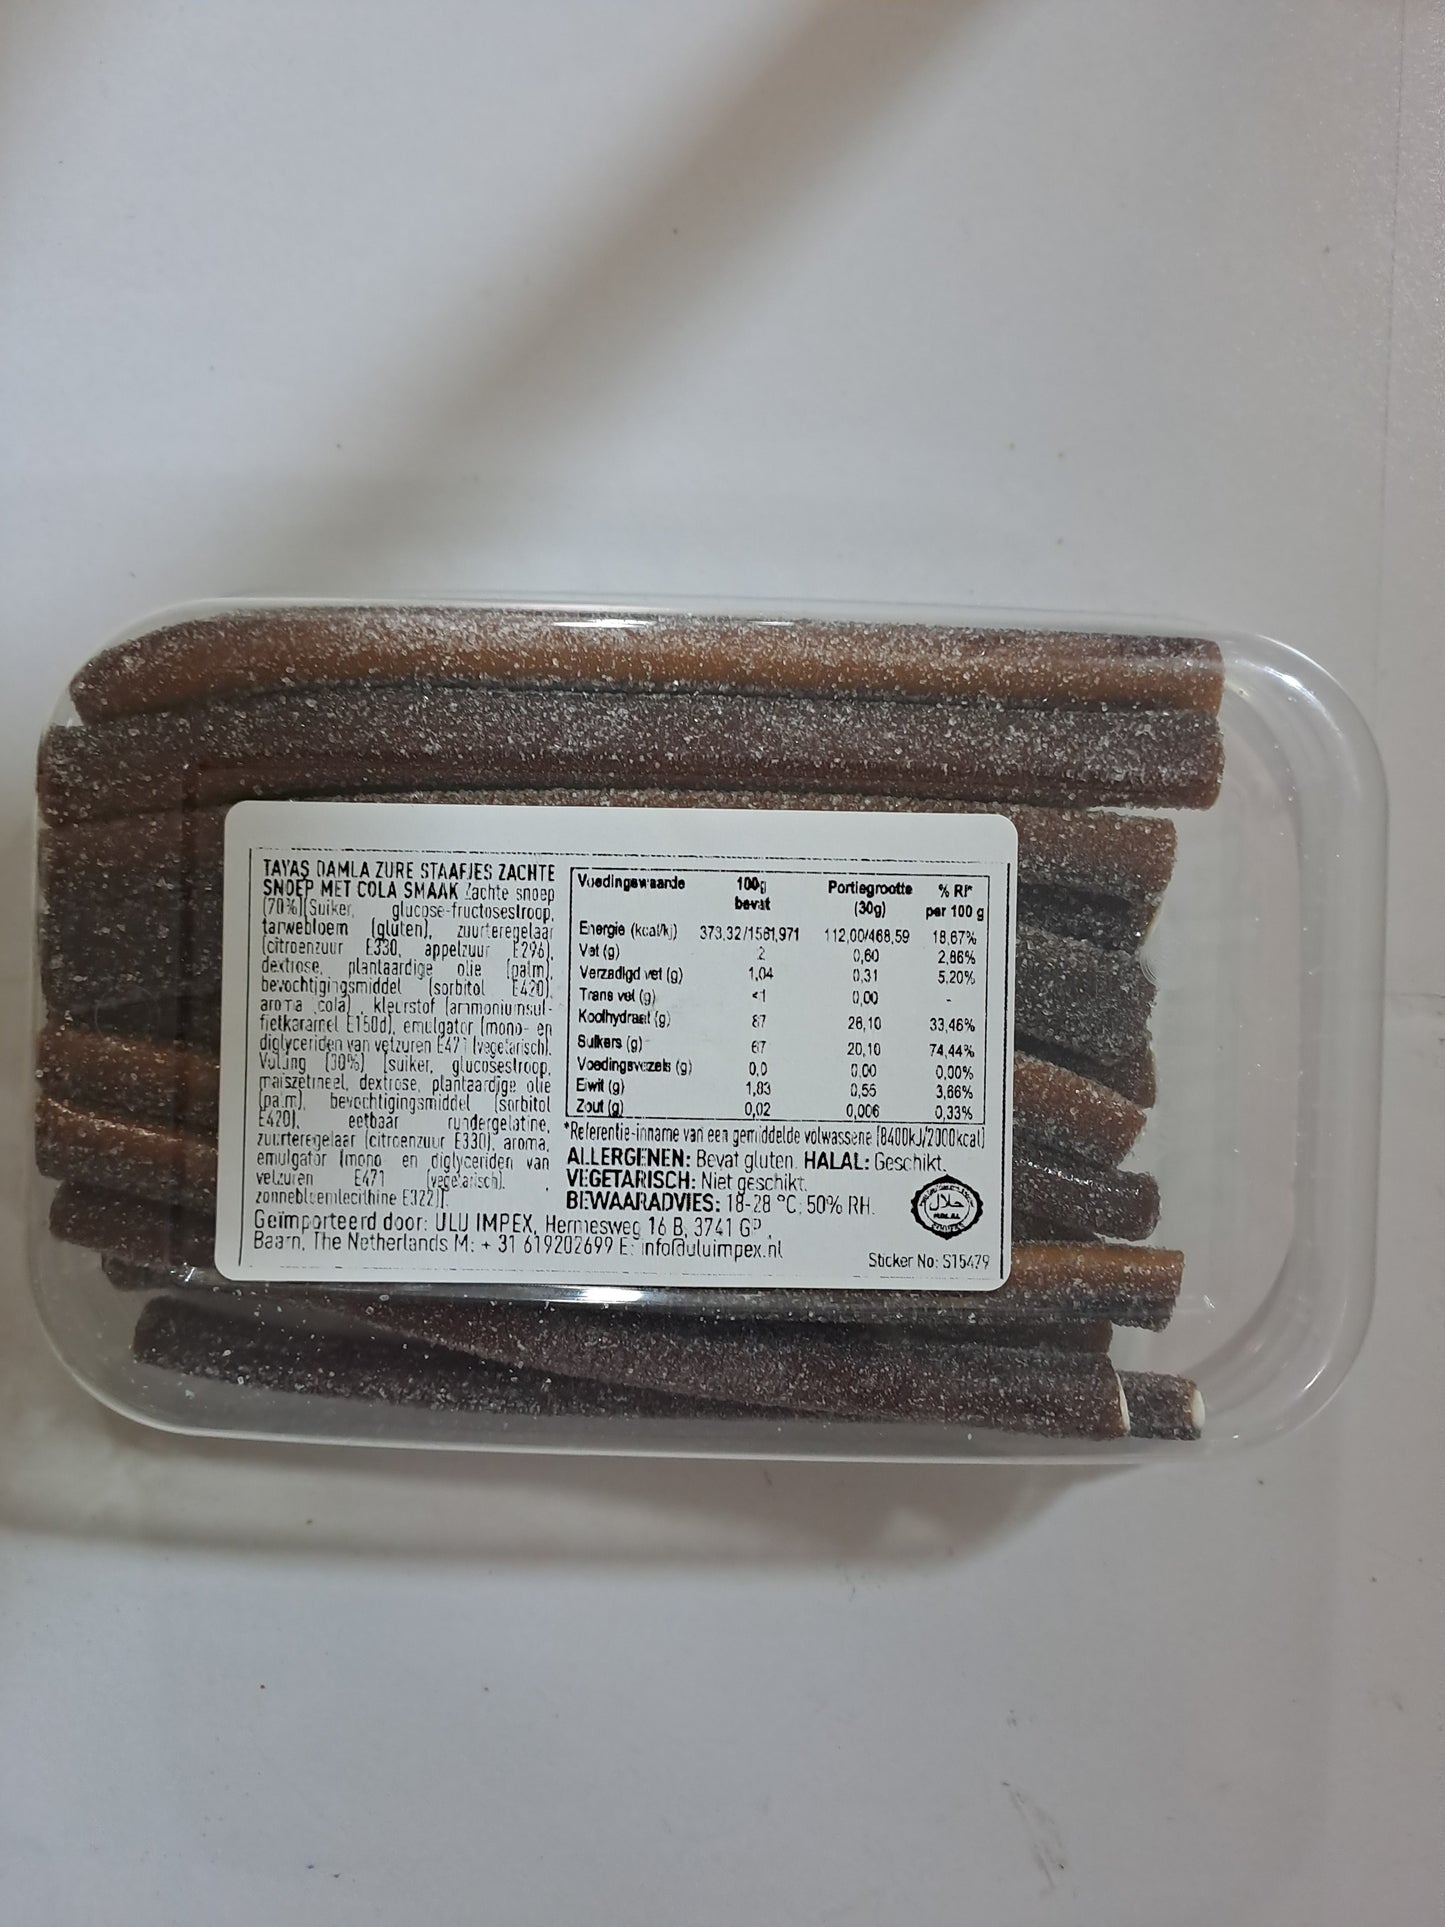 TAYAŞ DAMLA ZURE STAAFJES ZACHTE
SNOEP MET COLA SMAAK Zachte snoep
(70%)(Suiker, glucose-fructosestroop,
tarwebloem (gluten), zuurteregelaar
(citroenzuur E330, appelzuur E296),
dextrose, plantaardige olie (palm),
bevochtigingsmiddel (sorbitol E420),
aroma (cola), kleurstof (ammoniumsul-
fietkaramel E150d), emulgator (mono- en
diglyceriden van vetzuren E471 (vegetarisch).
Vulling (30%) (suiker, glucosestroop,
maiszetmeel, dextrose, plantaardige olie
(palm), bevochtigingsmiddel (sorbitol
E420), eetbaar rundergelatine,
zuurteregelaar (citroenzuur E330), aroma,
emulgator (mono en diglyceriden van
vetzuren E471 (vegetarisch),
zonnebloemlecithine E322)).
Voedingswaarde 100g bevat Portiegrootte (30g) % RI* per 100 g
Energie (kcal/kj) 373,32/1561,971 112,00/468,59 18,67%
Vet (g) 2 0,60 2,86%
Verzadigd vet (g) 1,04 0,31 5,20%
Trans vet (g) <1 0,00 -
Koolhydraat (g) 87 26,10 33,46%
Suikers (g) 67 20,10 74,44%
Voedingsvezels (g) 0,0 0,00 0,00%
Eiwit (g) 1,83 0,55 3,66%
Zout (g) 0,02 0,006 0,33%
*Referentie-inname van een gemiddelde volwassene (8400kJ/2000kcal)
ALLERGENEN: Bevat gluten. HALAL: Geschikt.
VEGETARISCH: Niet geschikt.
BEWAARADVIES: 18-28 °C; 50% RH.
حلال
HALAL
Geïmporteerd door: ULU IMPEX, Hermesweg 16 B, 3741 GP,
Baarn, The Netherlands M: + 31 619202699 E: info@uluimpex.nl
Sticker No: S15479